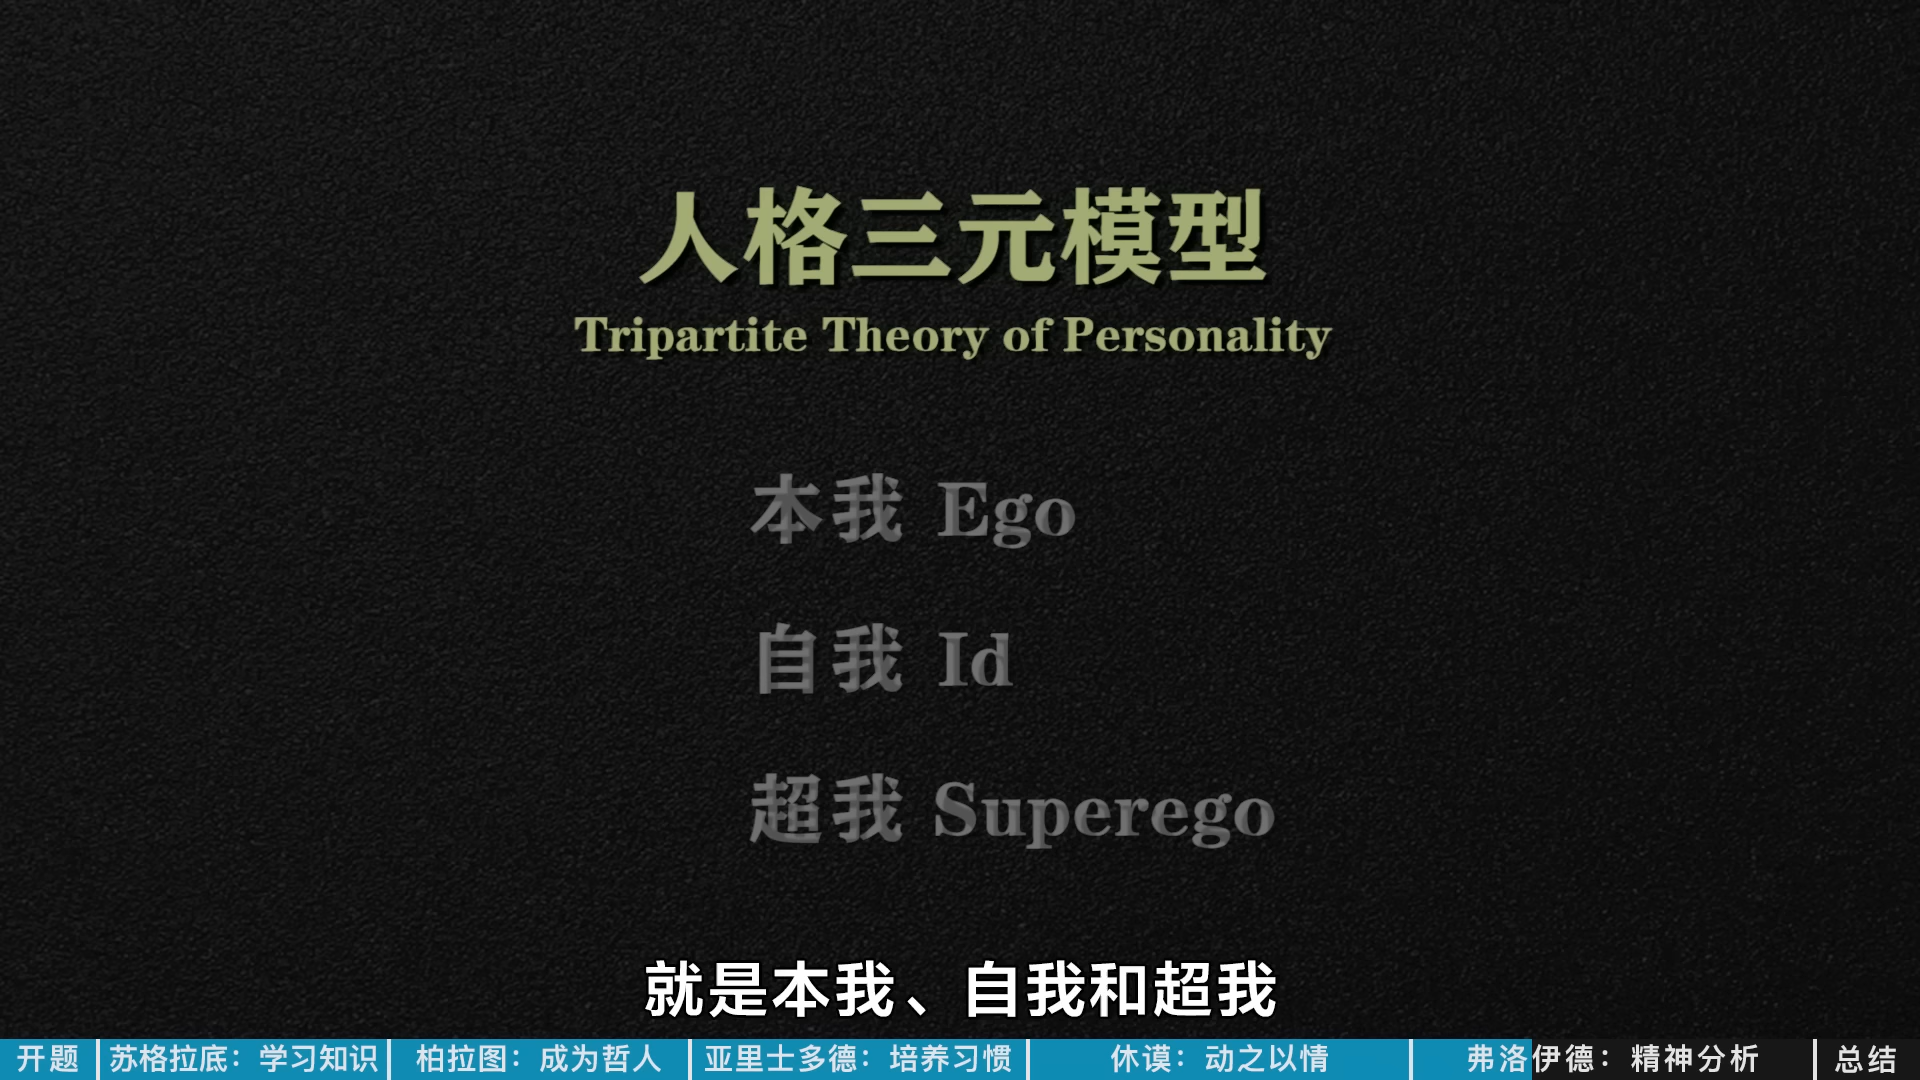 人格三元模型
Tripartite Theory of Personality
本我 Ego
自我 Id
超我 Superego
就是本我、自我和超我
开题 苏格拉底：学习知识 柏拉图：成为哲人 亚里士多德：培养习惯 休谟：动之以情 弗洛伊德：精神分析 总结